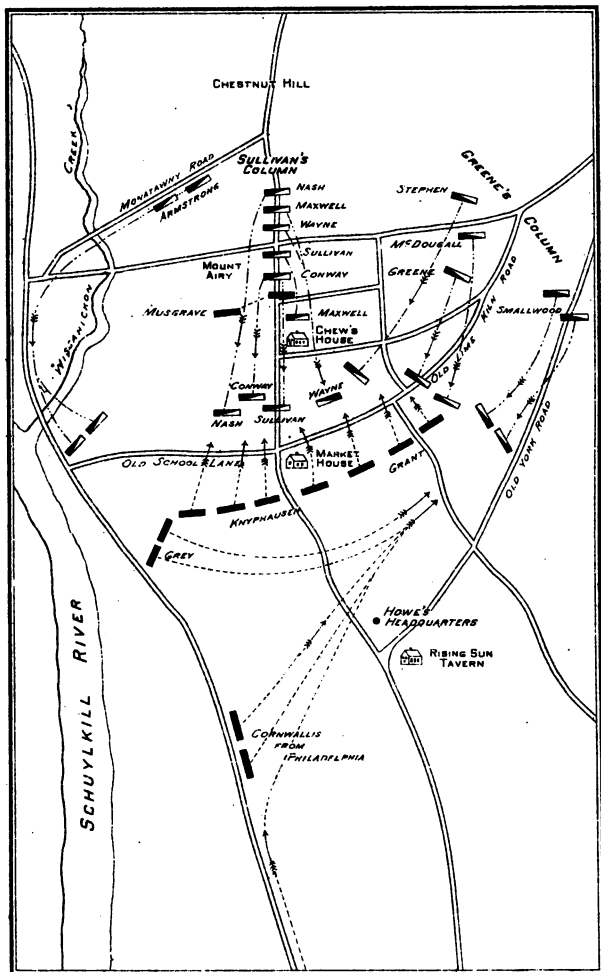 CHESTNUT HILL
CREEK
MONATAWNY ROAD
ARMSTRONG
SULLIVAN'S
COLUMN
NASH
MAXWELL
WAYNE
SULLIVAN
CONWAY
STEPHEN
GREENE'S
COLUMN
McDOUGALL
GREENE
MOUNT
AIRY
MUSGRAVE
MAXWELL
CHEW'S
HOUSE
SMALLWOOD
OLD LIME KILN ROAD
WISSAHICKON
CONWAY
WAYNE
NASH
SULLIVAN
OLD SCHOOL LANE
MARKET
HOUSE
GRANT
OLD YORK ROAD
KNYPHAUSEN
GREY
HOWE'S
HEADQUARTERS
RISING SUN
TAVERN
SCHUYLKILL RIVER
CORNWALLIS
FROM
PHILADELPHIA